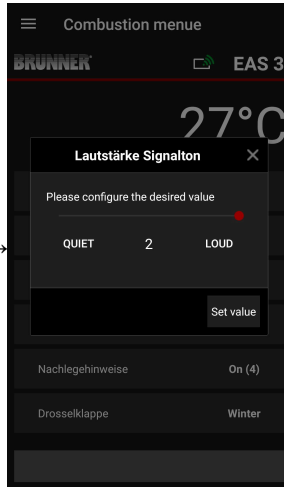 Combustion menue
BRUNNER
EAS 3
27°C
Lautstärke Signalton
Please configure the desired value
QUIET 2 LOUD
Set value
Nachlegehinweise On (4)
Drosselklappe Winter